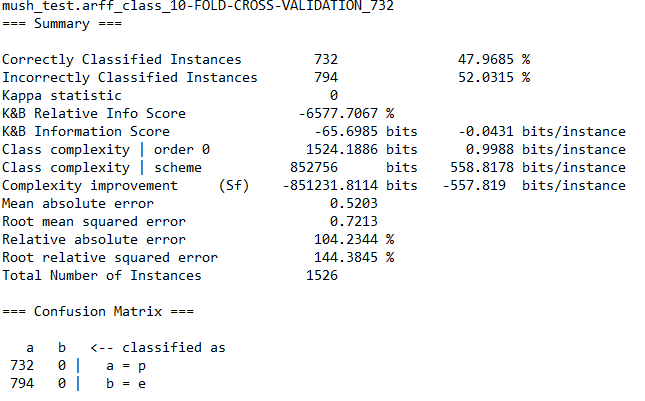 mush_test.arff_class_10-FOLD-CROSS-VALIDATION_732
=== Summary ===
Correctly Classified Instances 732 47.9685 %
Incorrectly Classified Instances 794 52.0315 %
Kappa statistic 0
K&B Relative Info Score -6577.7067 %
K&B Information Score -65.6985 bits -0.0431 bits/instance
Class complexity | order 0 1524.1886 bits 0.9988 bits/instance
Class complexity | scheme 852756 bits 558.8178 bits/instance
Complexity improvement (Sf) -851231.8114 bits -557.819 bits/instance
Mean absolute error 0.5203
Root mean squared error 0.7213
Relative absolute error 104.2344 %
Root relative squared error 144.3845 %
Total Number of Instances 1526
=== Confusion Matrix ===
a b <-- classified as
732 0 | a = p
794 0 | b = e